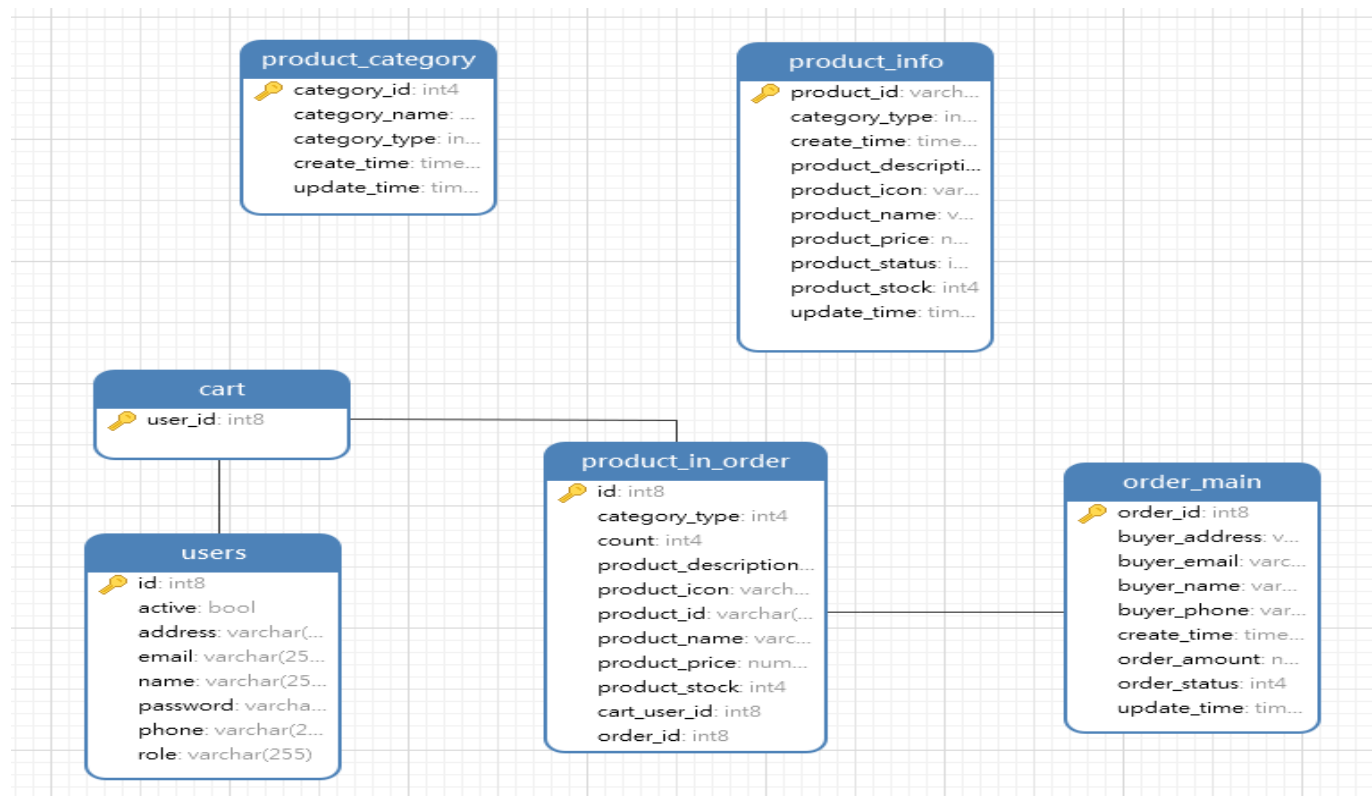 product_category
category_id: int4
category_name: ...
category_type: in...
create_time: time...
update_time: tim...
product_info
product_id: varch...
category_type: in...
create_time: time...
product_descripti...
product_icon: var...
product_name: v...
product_price: n...
product_status: i...
product_stock: int4
update_time: tim...
cart
user_id: int8
users
id: int8
active: bool
address: varchar(...
email: varchar(25...
name: varchar(25...
password: varcha...
phone: varchar(2...
role: varchar(255)
product_in_order
id: int8
category_type: int4
count: int4
product_description...
product_icon: varch...
product_id: varchar(...
product_name: varc...
product_price: num...
product_stock: int4
cart_user_id: int8
order_id: int8
order_main
order_id: int8
buyer_address: v...
buyer_email: varc...
buyer_name: var...
buyer_phone: var...
create_time: time...
order_amount: n...
order_status: int4
update_time: tim...